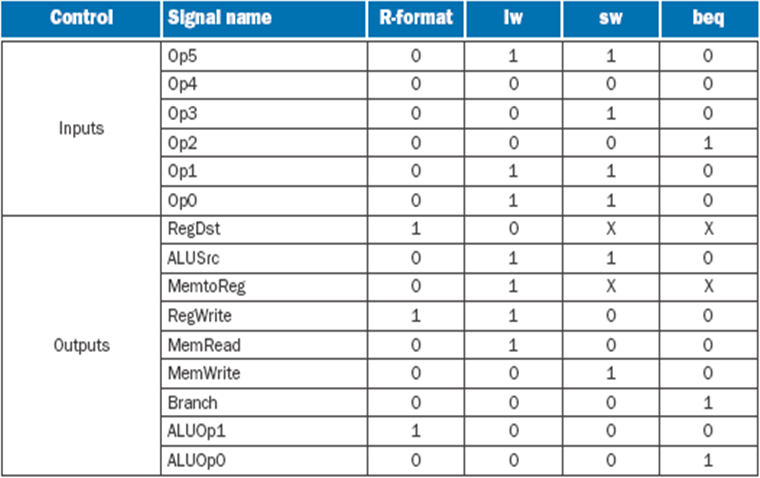 Control Signal name R-format lw sw beq
Op5 0 1 1 0
Op4 0 0 0 0
Op3 0 0 1 0
Inputs Op2 0 0 0 1
Op1 0 1 1 0
Op0 0 1 1 0
RegDst 1 0 X X
ALUSrc 0 1 1 0
MemtoReg 0 1 X X
RegWrite 1 1 0 0
Outputs MemRead 0 1 0 0
MemWrite 0 0 1 0
Branch 0 0 0 1
ALUOp1 1 0 0 0
ALUOp0 0 0 0 1